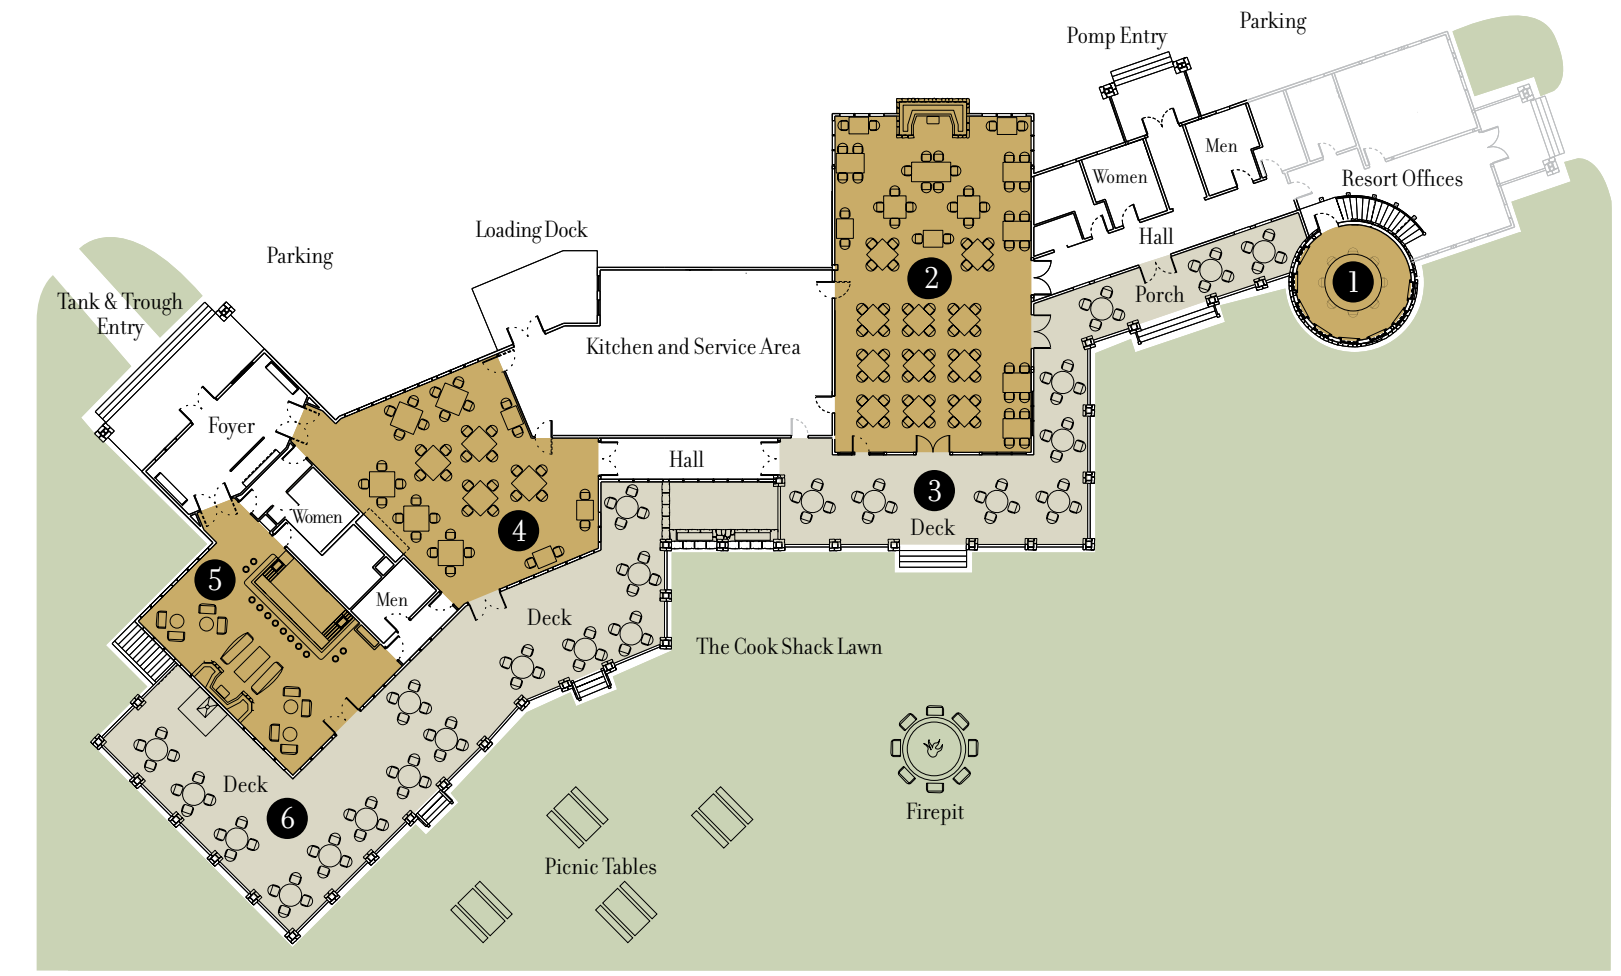 Parking
Pomp Entry
Men
Women
Resort Offices
Loading Dock
Hall
Parking
2
1
Porch
Tank & Trough
Entry
Kitchen and Service Area
Foyer
Hall
3
Deck
Women
4
5
Men
Deck
The Cook Shack Lawn
Deck
6
Firepit
Picnic Tables